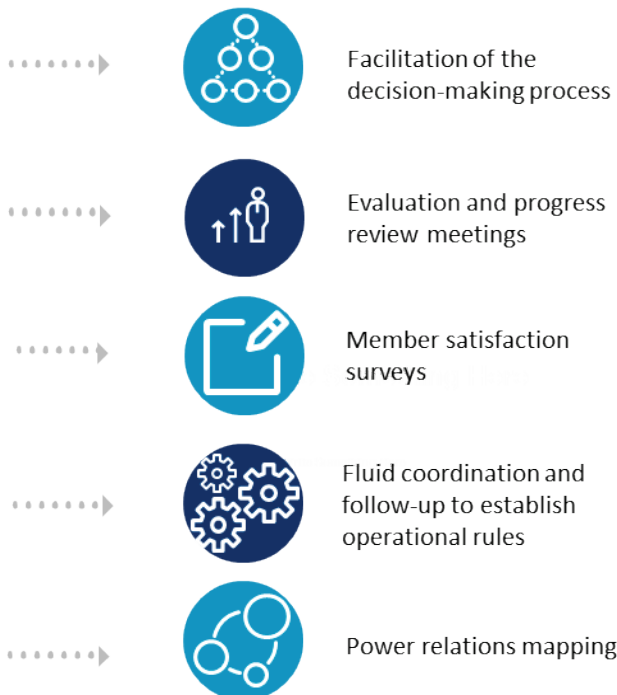 Facilitation of the
decision-making process
Evaluation and progress
review meetings
Member satisfaction
surveys
Fluid coordination and
follow-up to establish
operational rules
Power relations mapping